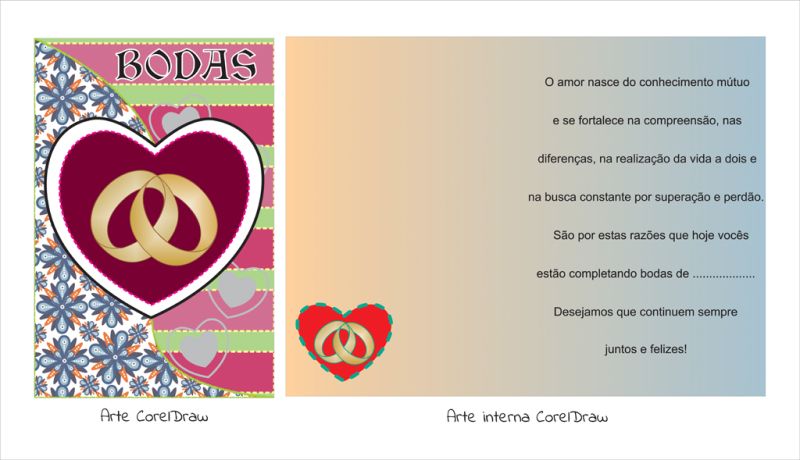 BODAS
O amor nasce do conhecimento mútuo
e se fortalece na compreensão, nas
diferenças, na realização da vida a dois e
na busca constante por superação e perdão.
São por estas razões que hoje vocês
estão completando bodas de ...................
Desejamos que continuem sempre
juntos e felizes!
Arte CorelDraw
Arte interna CorelDraw